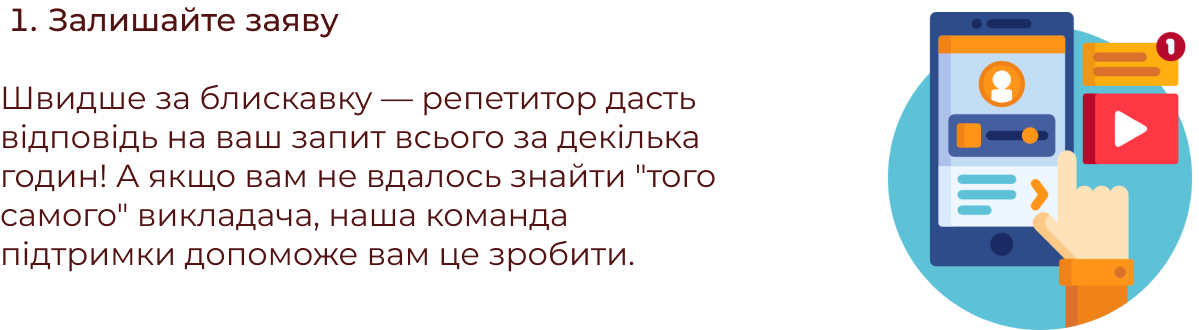 1. Залишайте заяву
Швидше за блискавку — репетитор дасть
відповідь на ваш запит всього за декілька
годин! А якщо вам не вдалось знайти "того
самого" викладача, наша команда
підтримки допоможе вам це зробити.
1